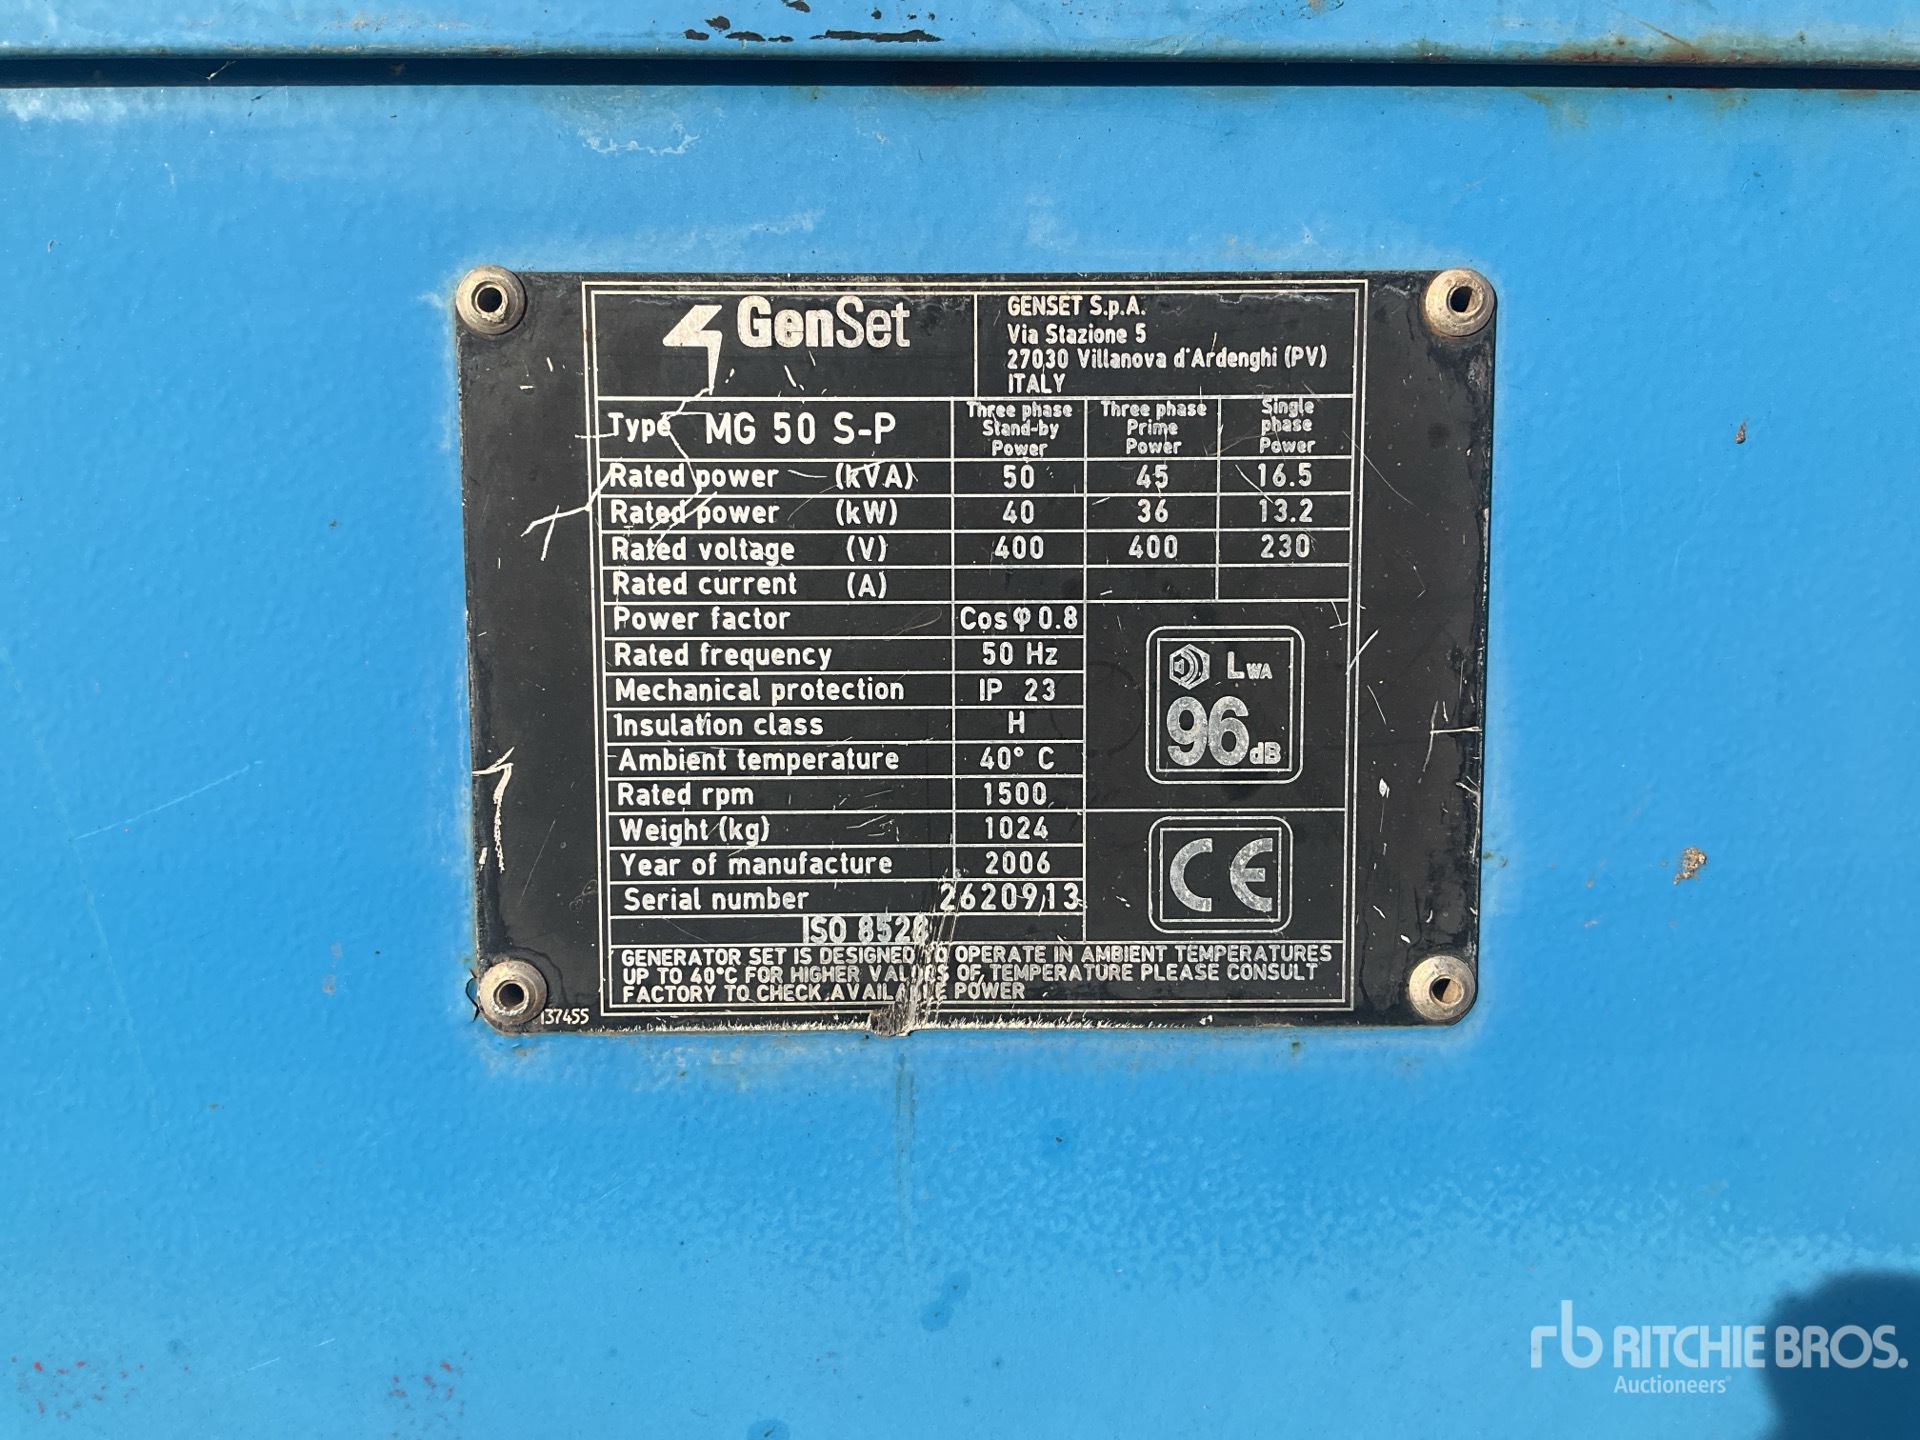 GenSet
GENSET S.p.A.
Via Stazione 5
27030 Villanova d'Ardenghi (PV)
ITALY
Type MG 50 S-P
Three phase Stand-by Power
Three phase Prime Power
Single phase Power
Rated power (kVA) 50 45 16.5
Rated power (kW) 40 36 13.2
Rated voltage (V) 400 400 230
Rated current (A)
Power factor Cos φ 0.8
Rated frequency 50 Hz
Mechanical protection IP 23
Insulation class H
Ambient temperature 40° C
Rated rpm 1500
Weight (kg) 1024
Year of manufacture 2006
Serial number 2620913
ISO 8528
LWA
96 dB
CE
GENERATOR SET IS DESIGNED TO OPERATE IN AMBIENT TEMPERATURES
UP TO 40°C FOR HIGHER VALUES OF TEMPERATURE PLEASE CONSULT
FACTORY TO CHECK AVAILABLE POWER
137455
rb RITCHIE BROS.
Auctioneers